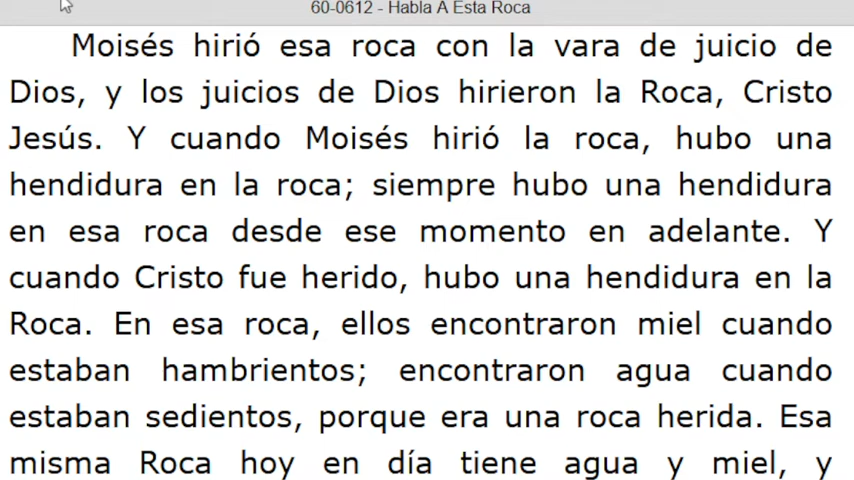 60-0612 - Habla A Esta Roca
Moisés hirió esa roca con la vara de juicio de
Dios, y los juicios de Dios hirieron la Roca, Cristo
Jesús. Y cuando Moisés hirió la roca, hubo una
hendidura en la roca; siempre hubo una hendidura
en esa roca desde ese momento en adelante. Y
cuando Cristo fue herido, hubo una hendidura en la
Roca. En esa roca, ellos encontraron miel cuando
estaban hambrientos; encontraron agua cuando
estaban sedientos, porque era una roca herida. Esa
misma Roca hoy en día tiene agua y miel, y